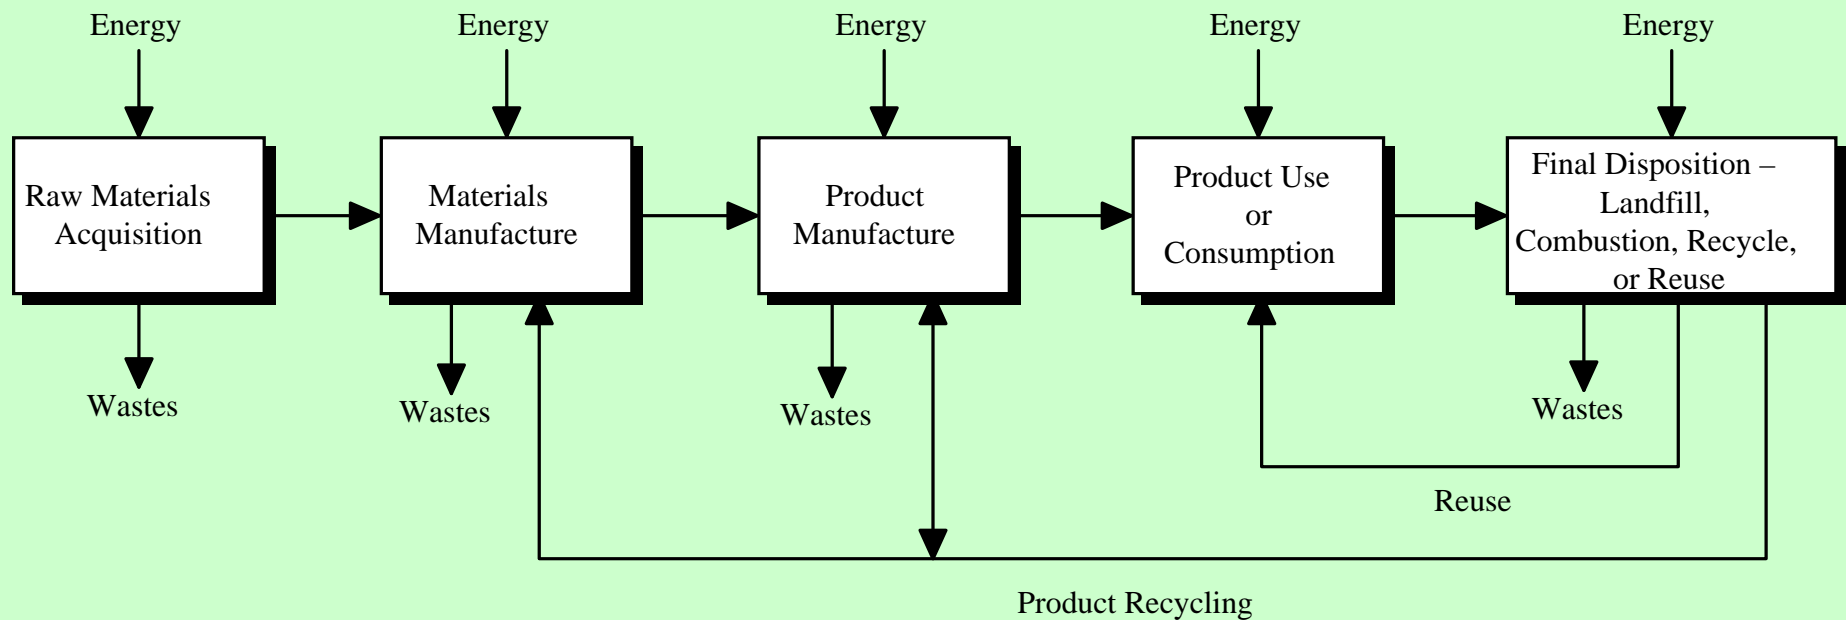 Energy
Energy
Energy
Energy
Energy
Raw Materials
Acquisition
Materials
Manufacture
Product
Manufacture
Product Use
or
Consumption
Final Disposition –
Landfill,
Combustion, Recycle,
or Reuse
Wastes
Wastes
Wastes
Wastes
Reuse
Product Recycling